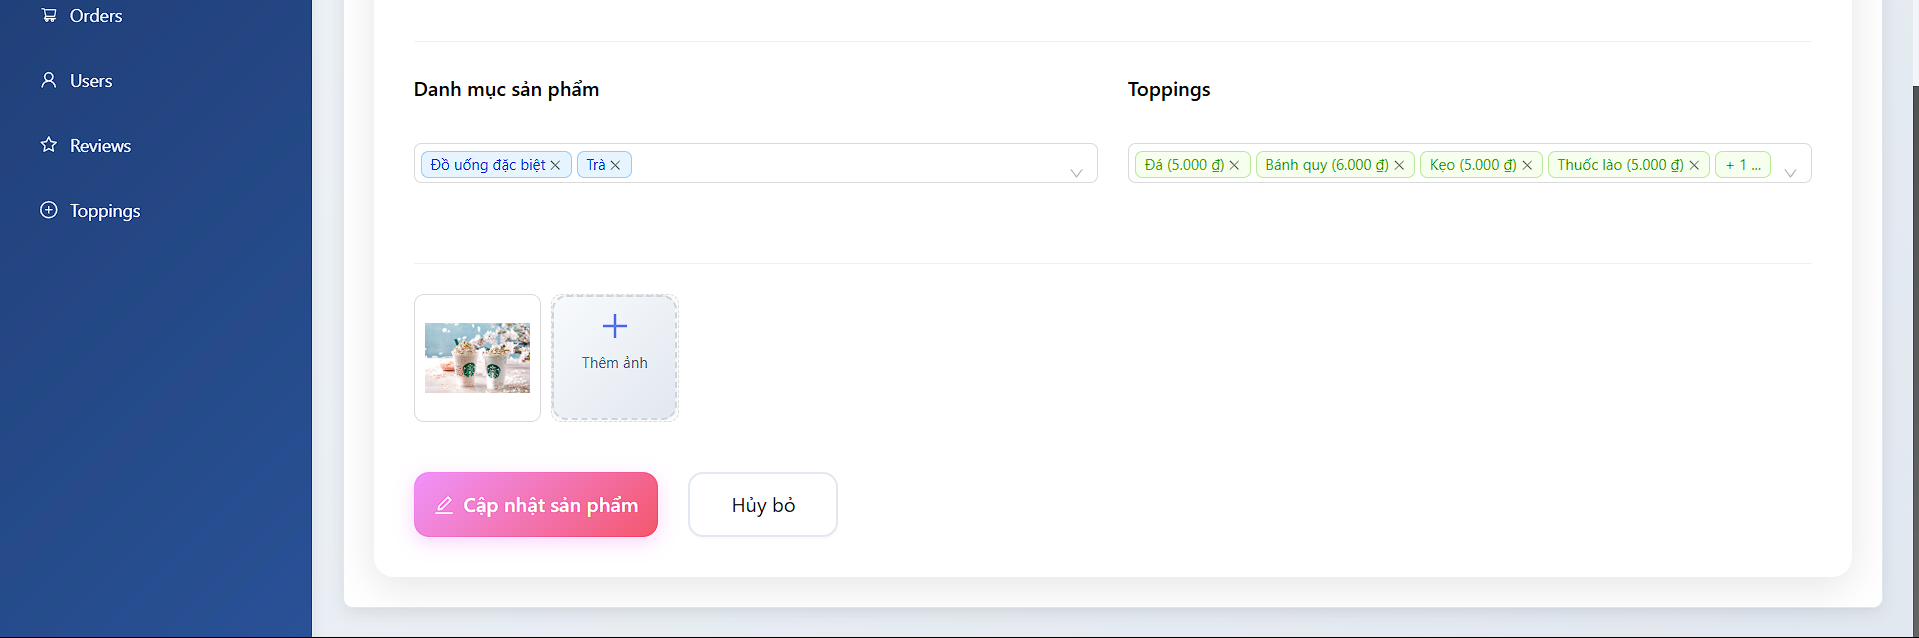 Orders
Users
Reviews
Toppings
Danh mục sản phẩm
Đồ uống đặc biệt
Trà
Toppings
Đá (5.000 ₫)
Bánh quy (6.000 ₫)
Kẹo (5.000 ₫)
Thuốc lào (5.000 ₫)
+ 1 ...
Thêm ảnh
Cập nhật sản phẩm
Hủy bỏ